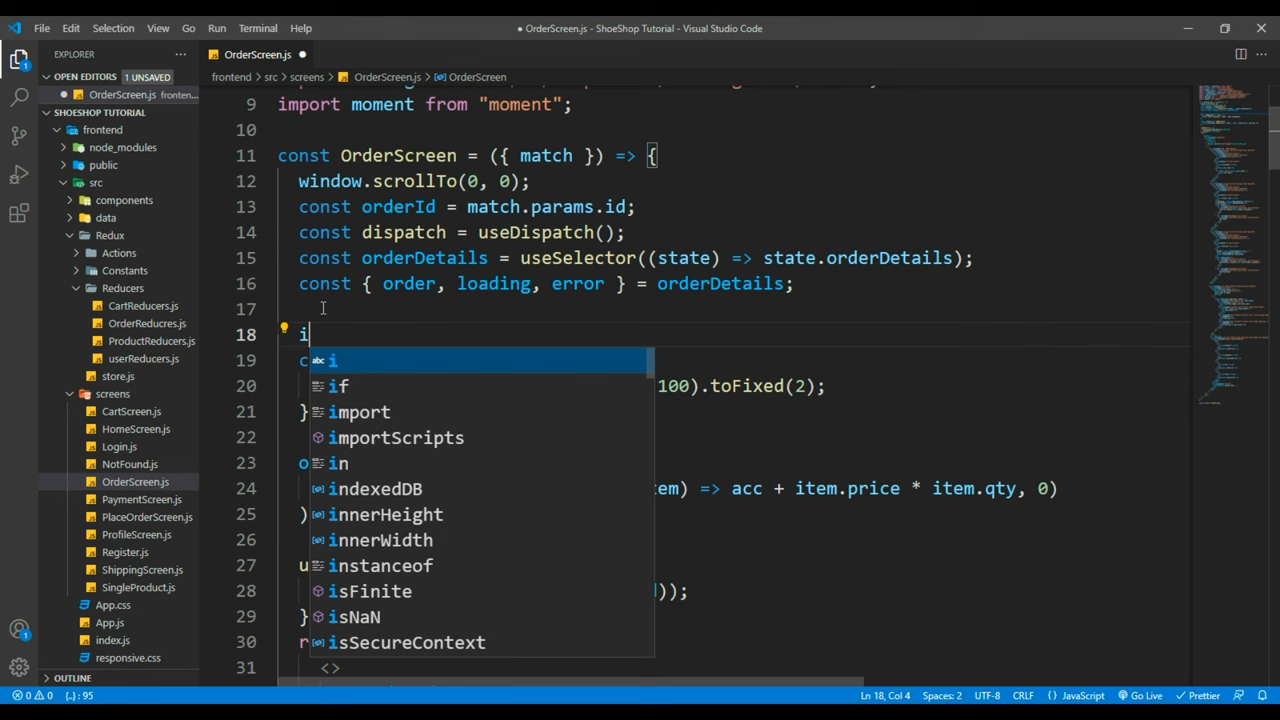 File Edit Selection View Go Run Terminal Help
● OrderScreen.js - ShoeShop Tutorial - Visual Studio Code
EXPLORER
OPEN EDITORS 1 UNSAVED
OrderScreen.js fronten...
SHOESHOP TUTORIAL
frontend
node_modules
public
src
components
data
Redux
Actions
Constants
Reducers
CartReducers.js
OrderReducres.js
ProductReducers.js
userReducers.js
store.js
screens
CartScreen.js
HomeScreen.js
Login.js
NotFound.js
OrderScreen.js
PaymentScreen.js
PlaceOrderScreen.js
ProfileScreen.js
Register.js
ShippingScreen.js
SingleProduct.js
App.css
App.js
index.js
responsive.css
OUTLINE
OrderScreen.js
frontend > src > screens > OrderScreen.js > OrderScreen
9 import moment from "moment";
10
11 const OrderScreen = ({ match }) => {
12 window.scrollTo(0, 0);
13 const orderId = match.params.id;
14 const dispatch = useDispatch();
15 const orderDetails = useSelector((state) => state.orderDetails);
16 const { order, loading, error } = orderDetails;
17
18 i
19 c
20 100).toFixed(2);
21 }
22
23 o
24 tem) => acc + item.price * item.qty, 0)
25 )
26
27 u
28 ));
29 }
30 r
31 <>
i
if
import
importScripts
in
indexedDB
innerHeight
innerWidth
instanceof
isFinite
isNaN
isSecureContext
0 0 {..} : 95
Ln 18, Col 4 Spaces: 2 UTF-8 CRLF {} JavaScript Go Live Prettier